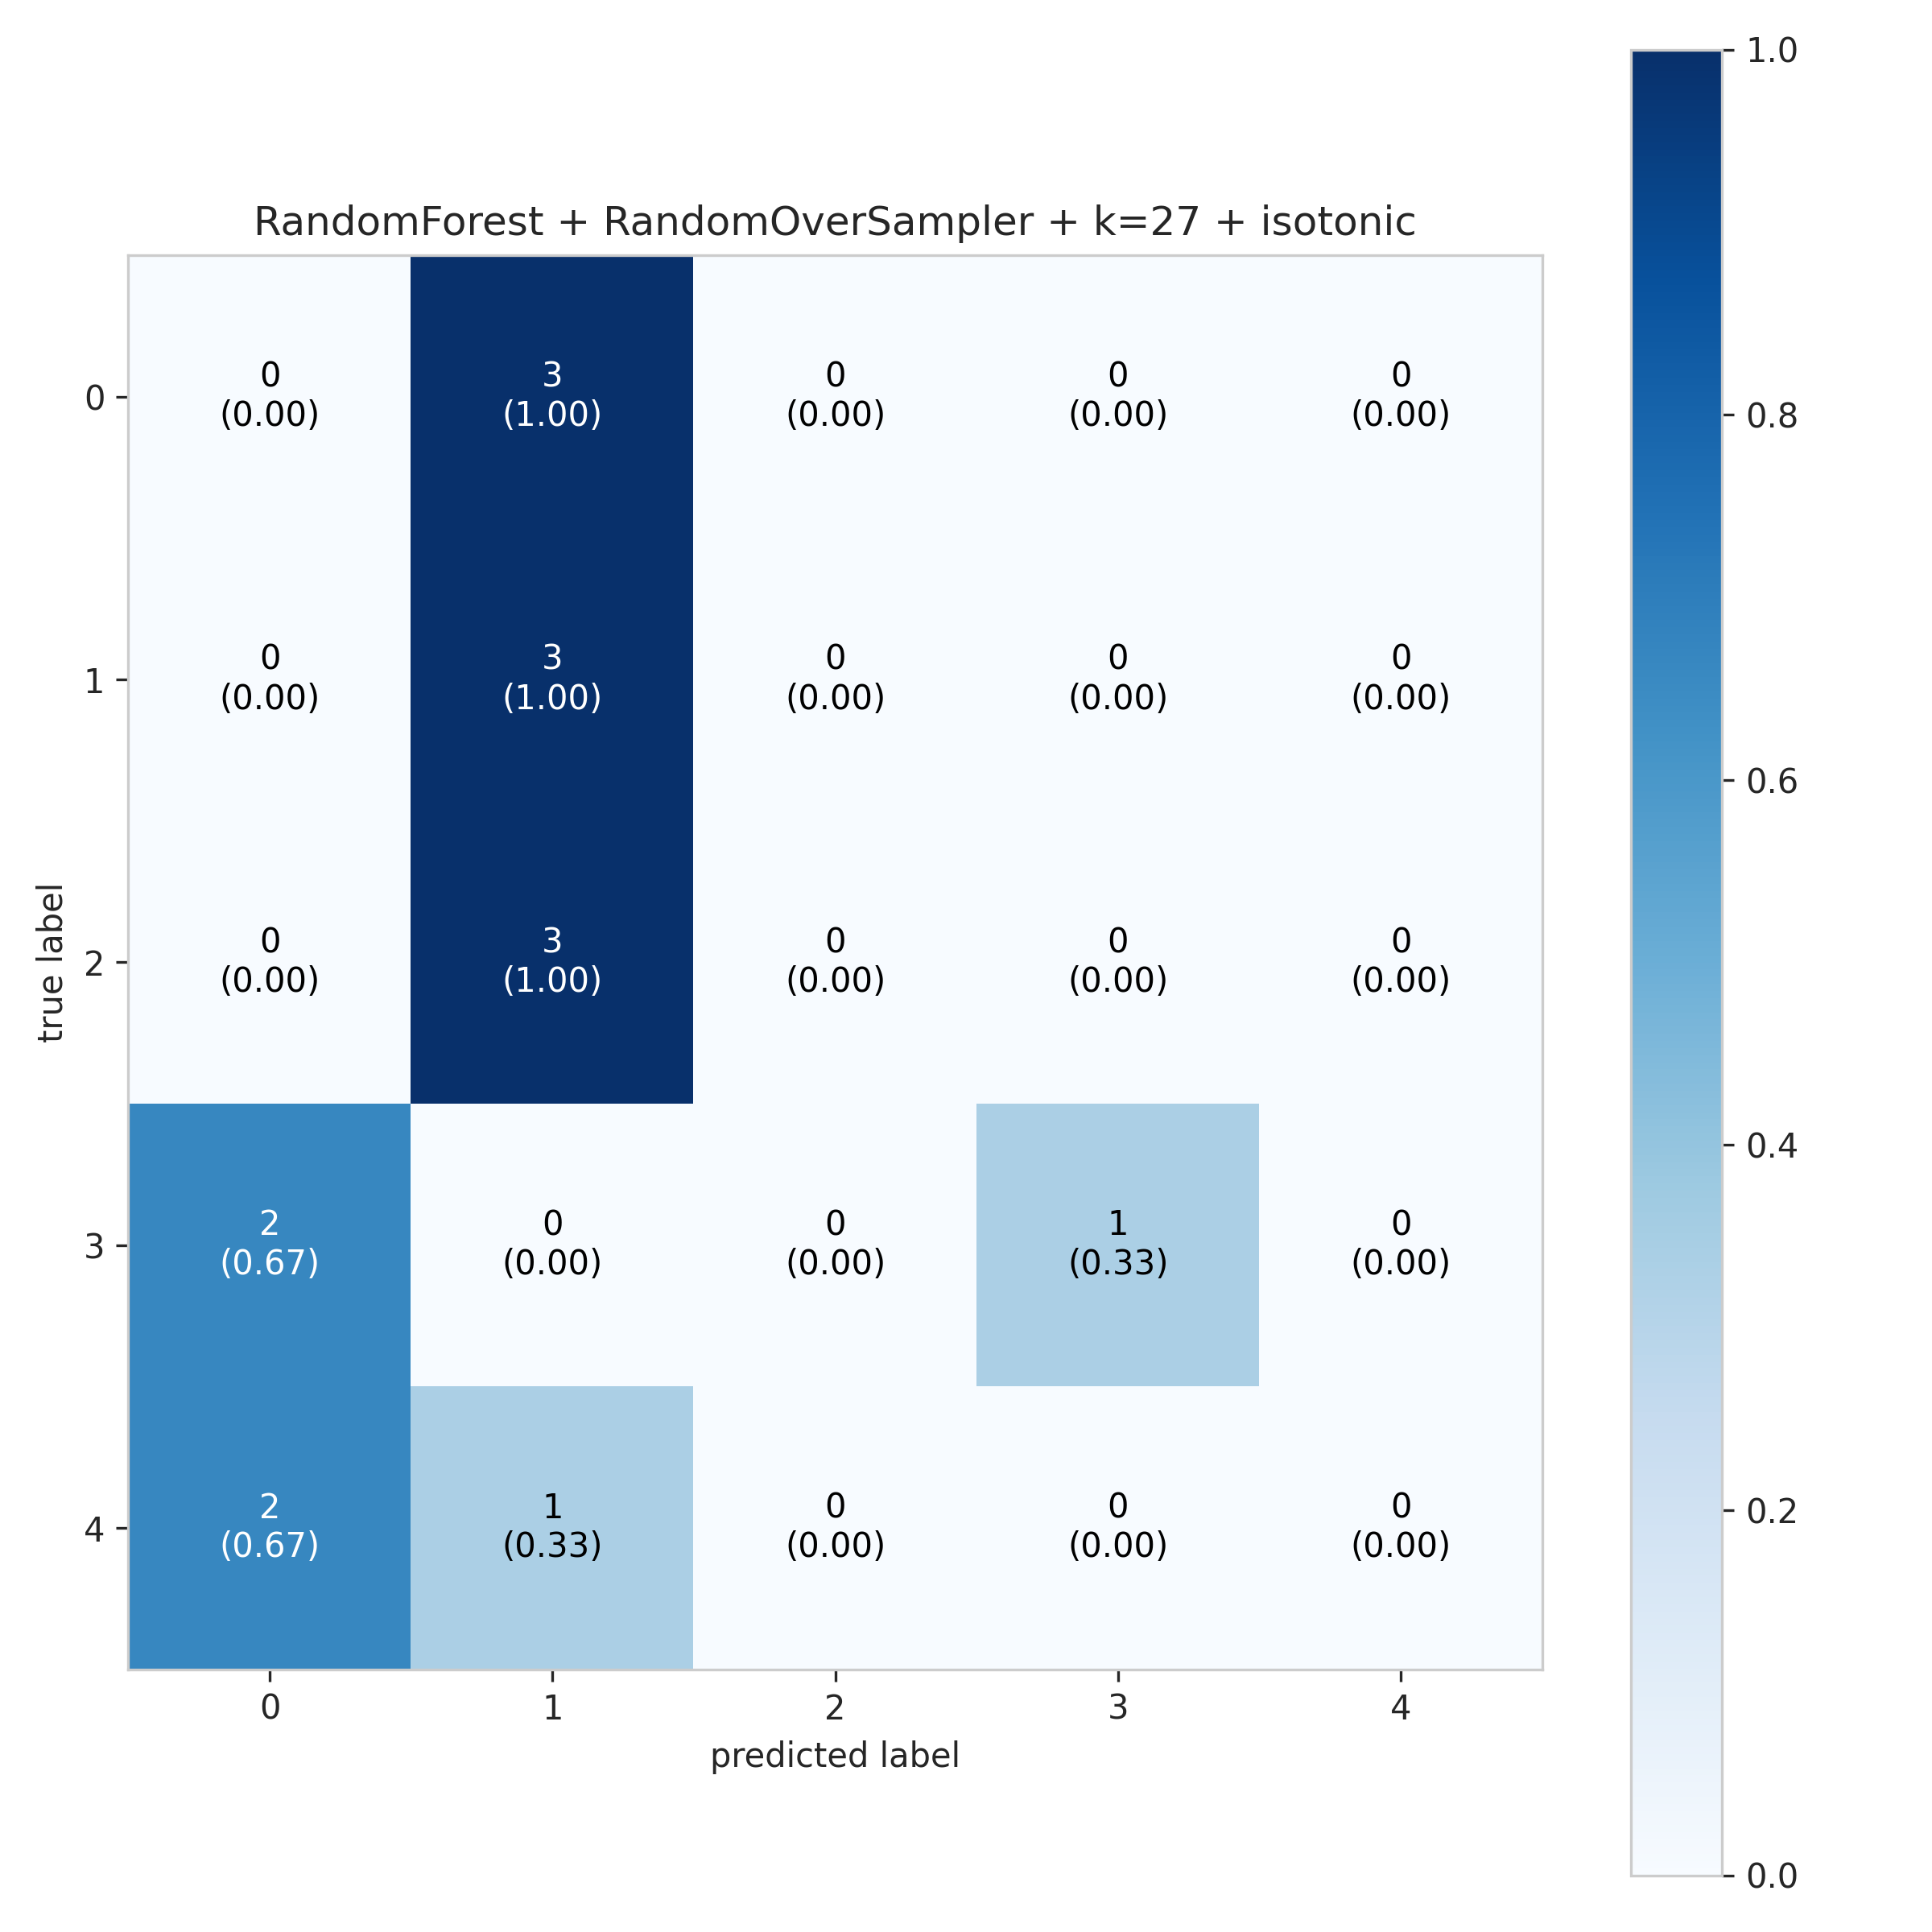 RandomForest + RandomOverSampler + k=27 + isotonic
true label
0
0 3 0 0 0
(0.00) (1.00) (0.00) (0.00) (0.00)
1
0 3 0 0 0
(0.00) (1.00) (0.00) (0.00) (0.00)
2
0 3 0 0 0
(0.00) (1.00) (0.00) (0.00) (0.00)
3
2 0 0 1 0
(0.67) (0.00) (0.00) (0.33) (0.00)
4
2 1 0 0 0
(0.67) (0.33) (0.00) (0.00) (0.00)
0 1 2 3 4
predicted label
1.0
0.8
0.6
0.4
0.2
0.0